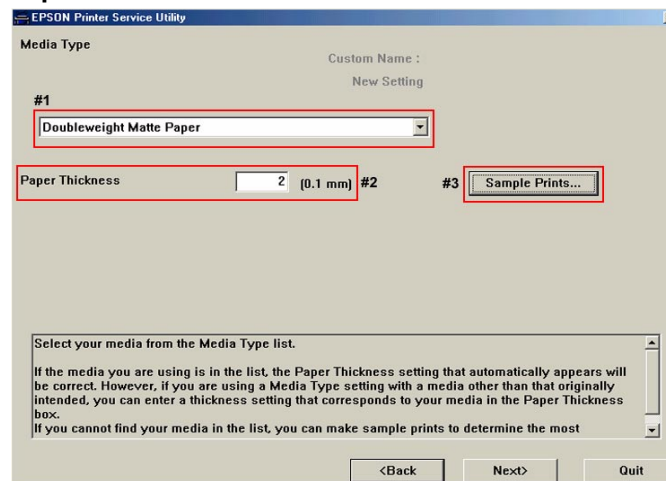 EPSON Printer Service Utility
Media Type
Custom Name :
New Setting
#1
Doubleweight Matte Paper
Paper Thickness 2 (0.1 mm) #2 #3 Sample Prints...
Select your media from the Media Type list.
If the media you are using is in the list, the Paper Thickness setting that automatically appears will
be correct. However, if you are using a Media Type setting with a media other than that originally
intended, you can enter a thickness setting that corresponds to your media in the Paper Thickness
box.
If you cannot find your media in the list, you can make sample prints to determine the most
<Back Next> Quit